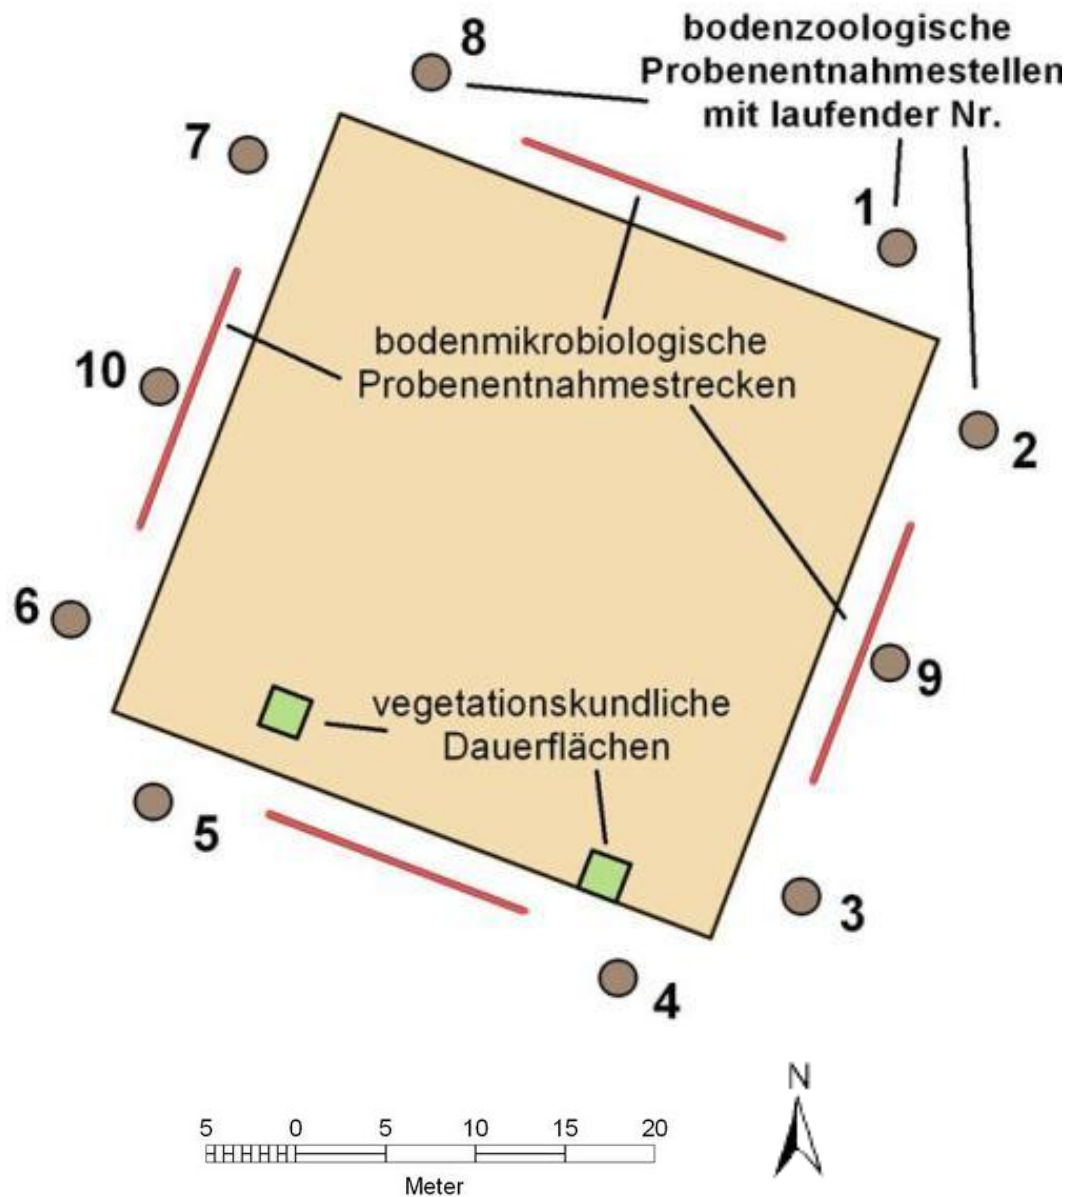 8
bodenzoologische
Probenentnahmestellen
mit laufender Nr.
7
1
bodenmikrobiologische
Probenentnahmestrecken
10
2
6
9
vegetationskundliche
Dauerflächen
5
3
4
N
5 0 5 10 15 20
Meter